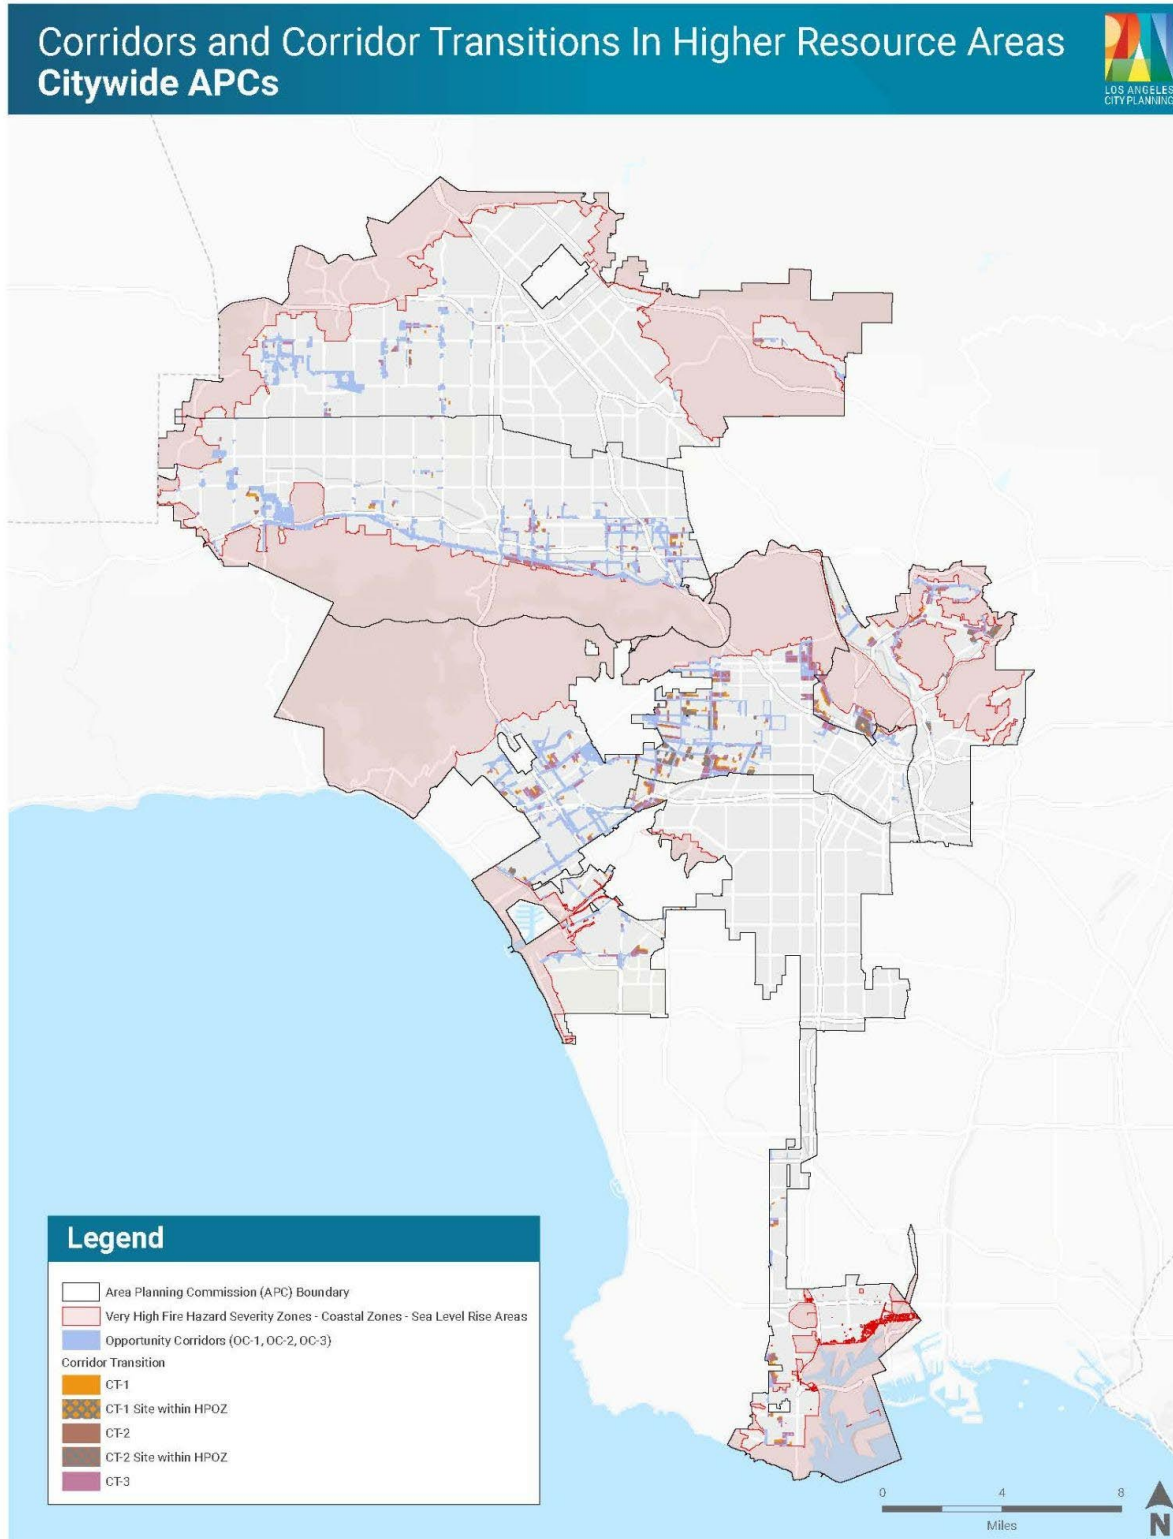 Corridors and Corridor Transitions In Higher Resource Areas
Citywide APCs
LOS ANGELES
CITY PLANNING
Legend
Area Planning Commission (APC) Boundary
Very High Fire Hazard Severity Zones - Coastal Zones - Sea Level Rise Areas
Opportunity Corridors (OC-1, OC-2, OC-3)
Corridor Transition
CT-1
CT-1 Site within HPOZ
CT-2
CT-2 Site within HPOZ
CT-3
0 4 8
Miles
N